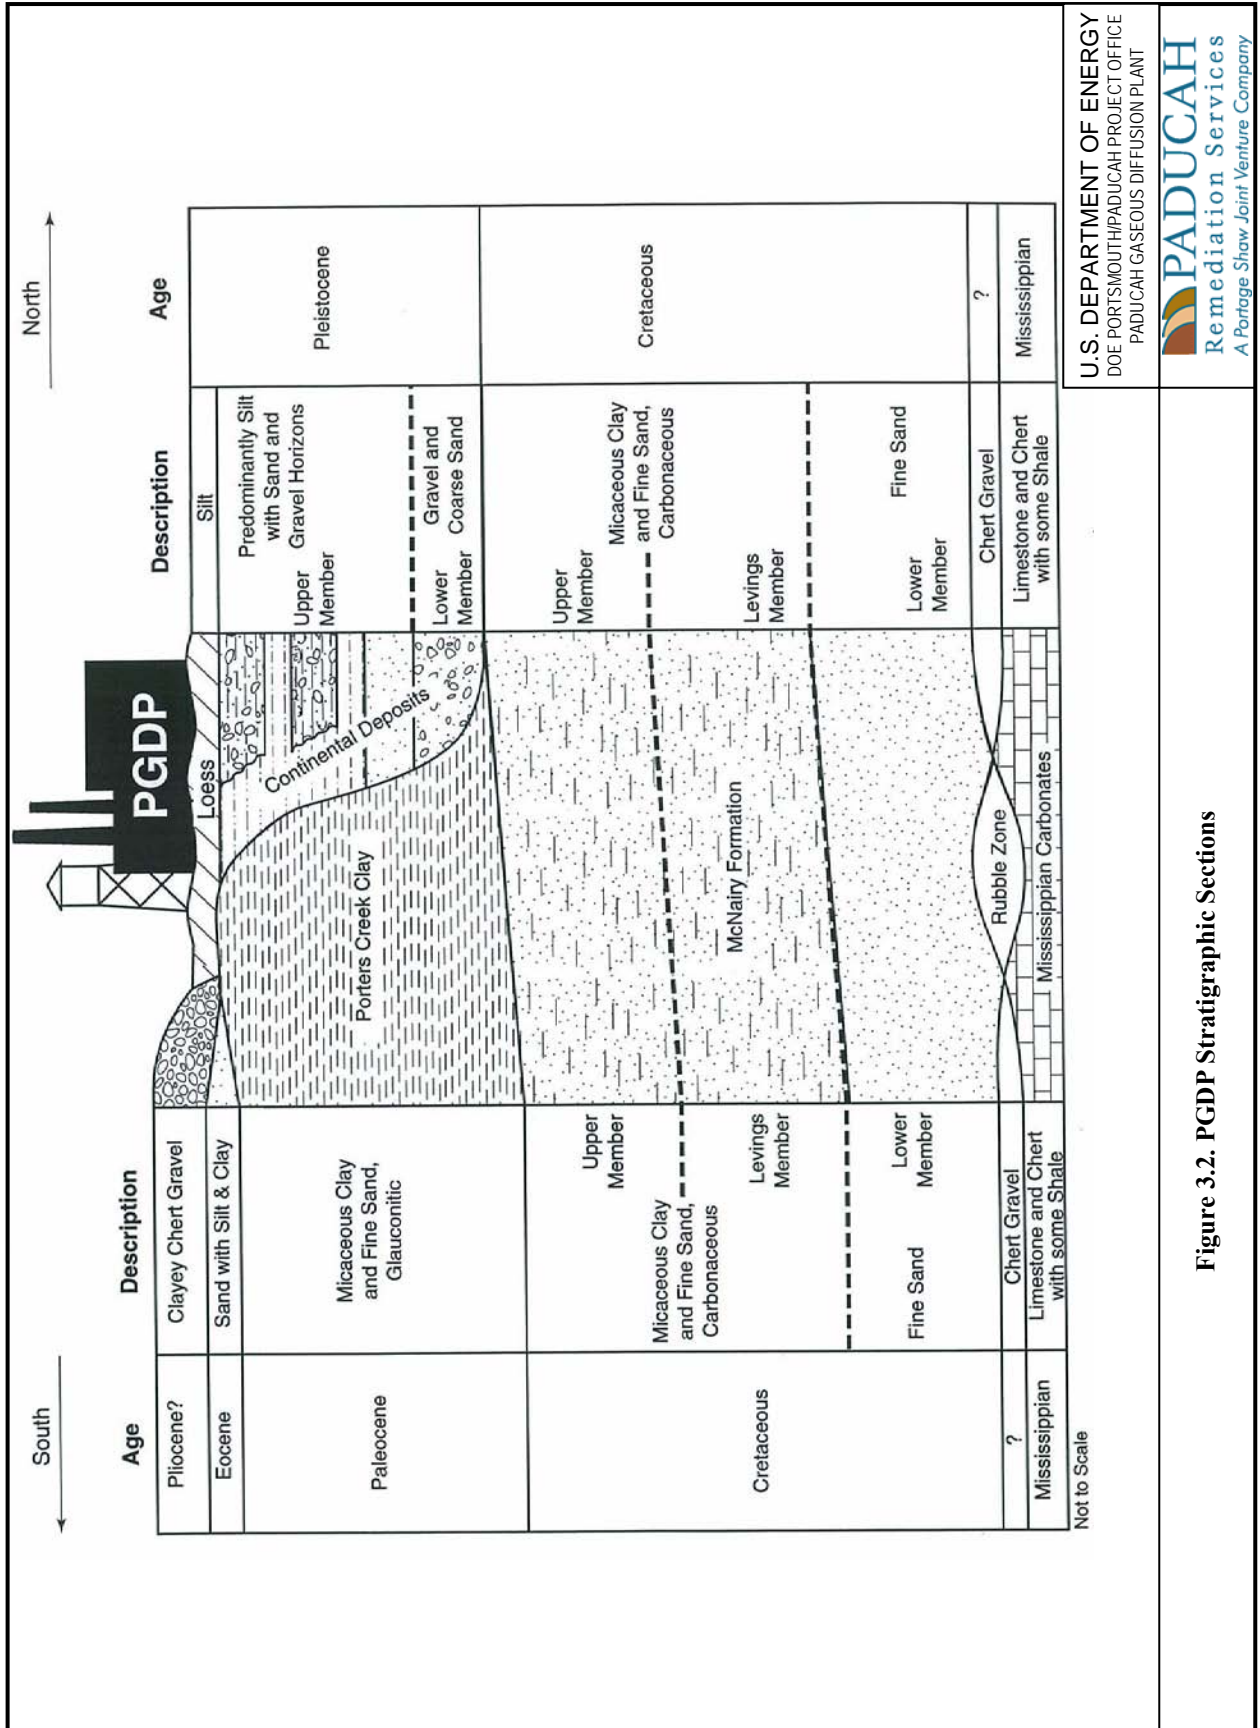 South
North
Age
Description
Description
Age
Pliocene?
Clayey Chert Gravel
Eocene
Sand with Silt & Clay
Paleocene
Micaceous Clay
and Fine Sand,
Glauconitic
Cretaceous
Upper
Member
Micaceous Clay
and Fine Sand,
Carbonaceous
Levings
Member
Lower
Member
Fine Sand
?
Chert Gravel
Mississippian
Limestone and Chert
with some Shale
Not to Scale
PGDP
Loess
Continental Deposits
Porters Creek Clay
McNairy Formation
Rubble Zone
Mississippian Carbonates
Silt
Predominantly Silt
with Sand and
Gravel Horizons
Upper
Member
Pleistocene
Gravel and
Coarse Sand
Lower
Member
Upper
Member
Micaceous Clay
and Fine Sand,
Carbonaceous
Cretaceous
Levings
Member
Fine Sand
Lower
Member
Chert Gravel
?
Limestone and Chert
with some Shale
Mississippian
U.S. DEPARTMENT OF ENERGY
DOE PORTSMOUTH/PADUCAH PROJECT OFFICE
PADUCAH GASEOUS DIFFUSION PLANT
PADUCAH
Remediation Services
A Portage Shaw Joint Venture Company
Figure 3.2. PGDP Stratigraphic Sections